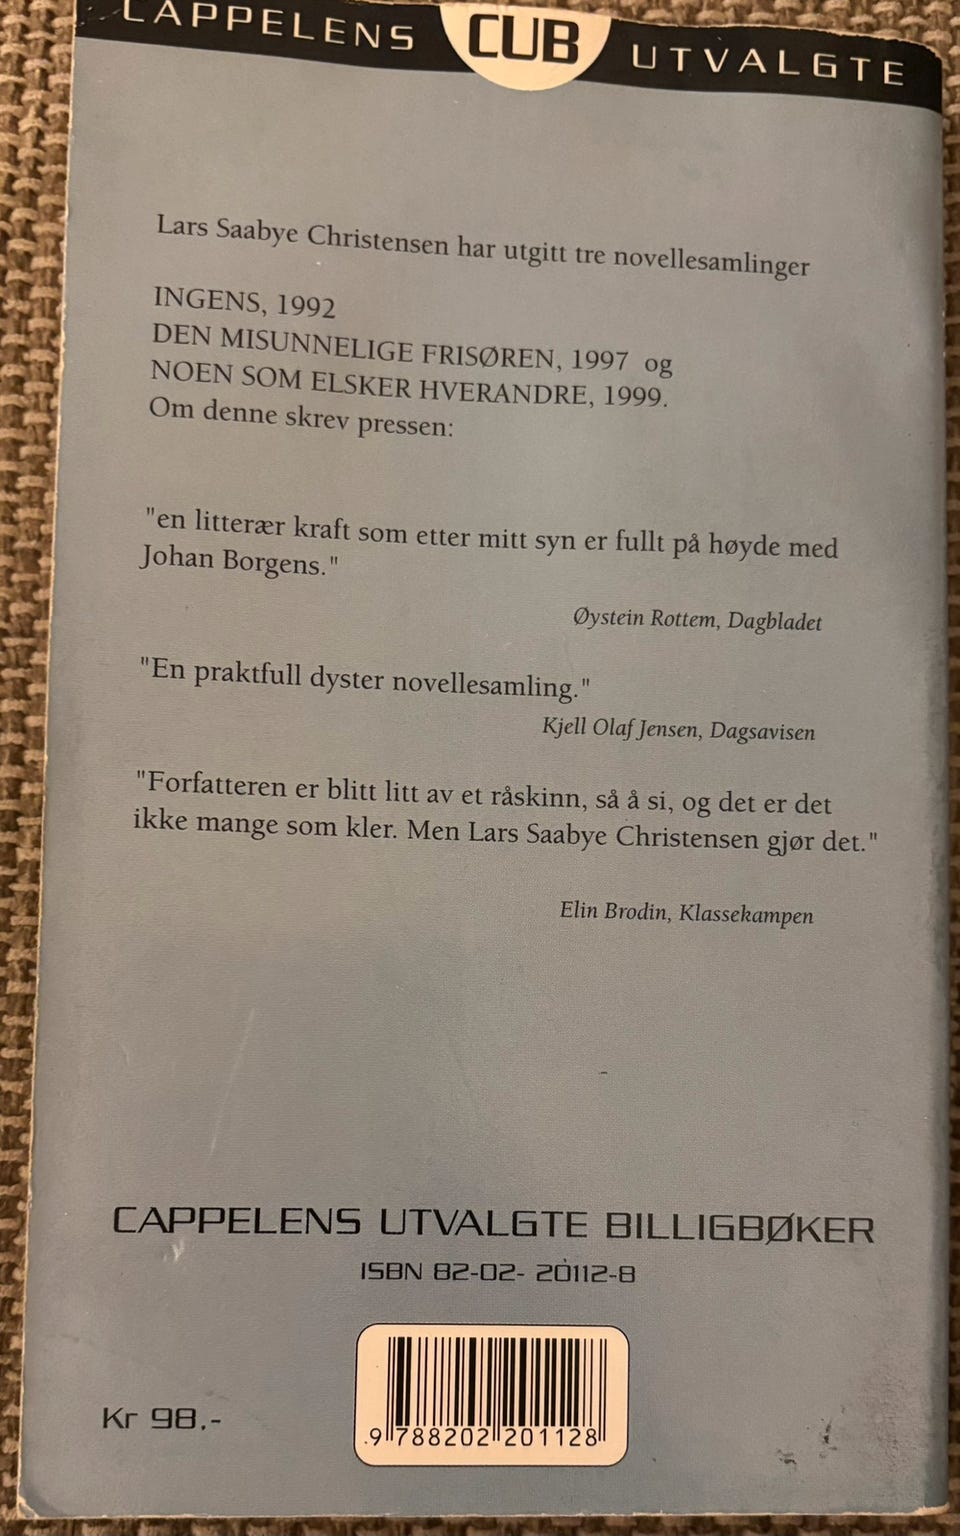 CAPPELENS CUB UTVALGTE
Lars Saabye Christensen har utgitt tre novellesamlinger
INGENS, 1992
DEN MISUNNELIGE FRISØREN, 1997 og
NOEN SOM ELSKER HVERANDRE, 1999.
Om denne skrev pressen:
"en litterær kraft som etter mitt syn er fullt på høyde med
Johan Borgens."
Øystein Rottem, Dagbladet
"En praktfull dyster novellesamling."
Kjell Olaf Jensen, Dagsavisen
"Forfatteren er blitt litt av et råskinn, så å si, og det er det
ikke mange som kler. Men Lars Saabye Christensen gjør det."
Elin Brodin, Klassekampen
CAPPELENS UTVALGTE BILLIGBØKER
ISBN 82-02- 20112-8
Kr 98,-
9 788202 201128